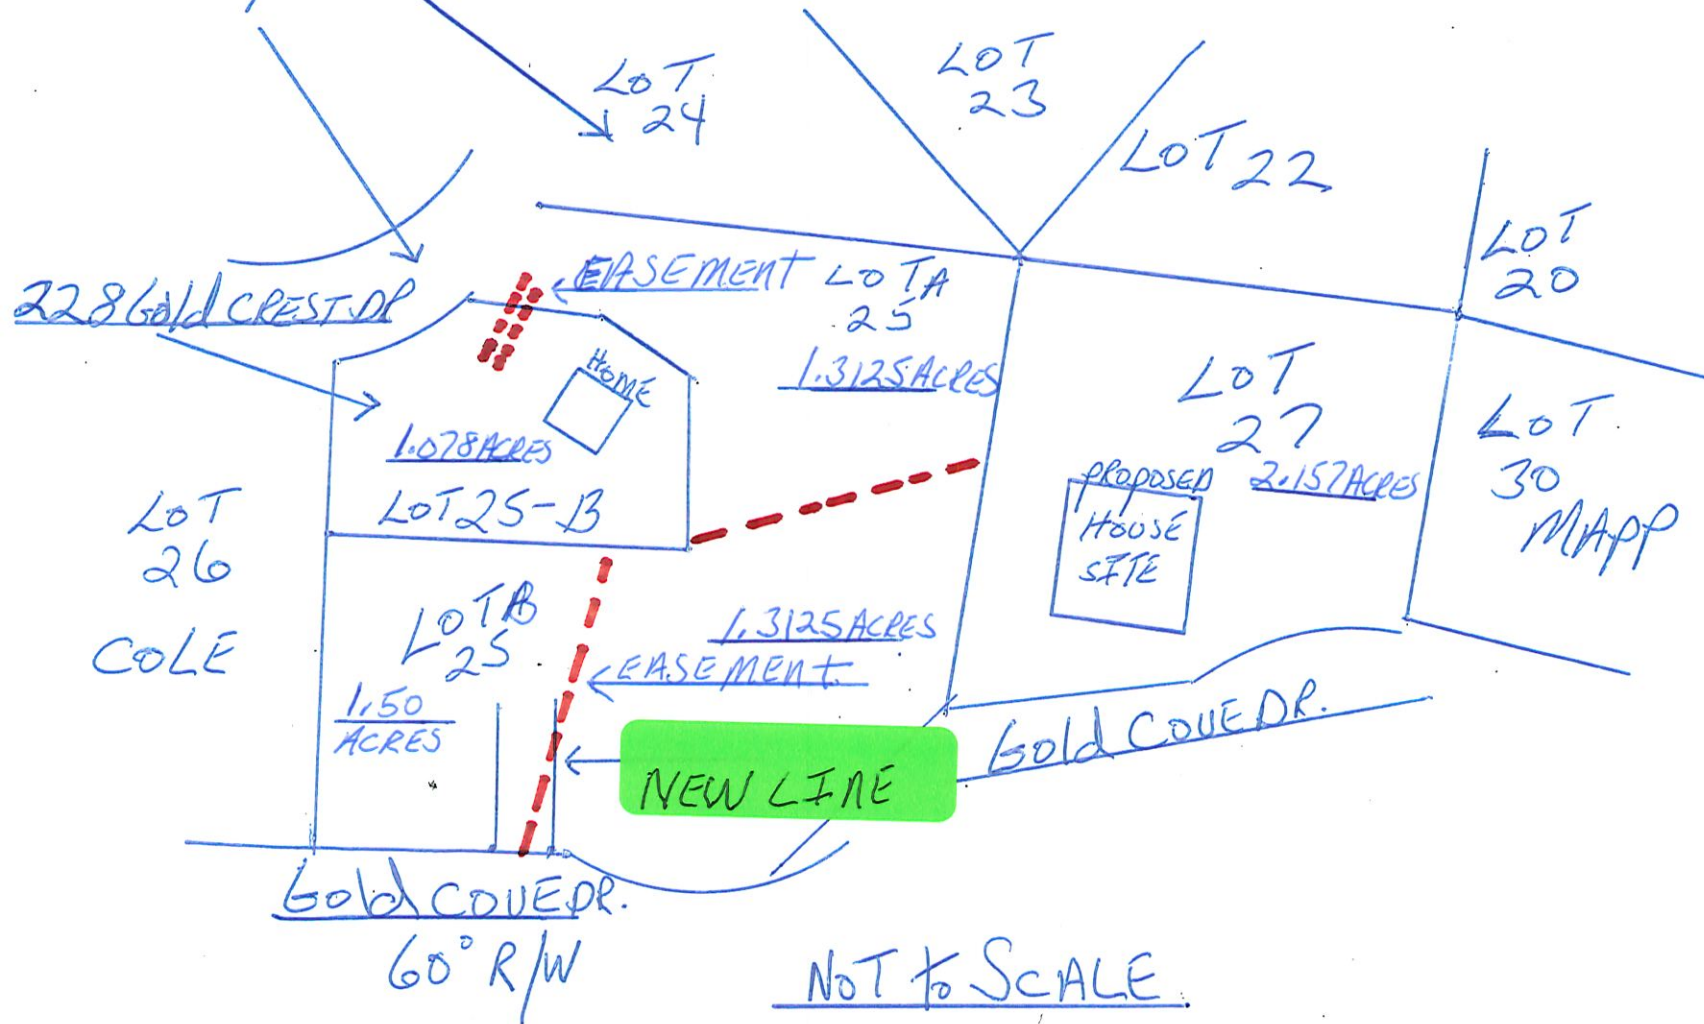 LOT
24
LOT
23
LOT 22
LOT
20
EASEMENT
LOT A
25
228 Gold CREST DR
1.3125 ACRES
HOME
LOT
27
1.078 ACRES
LOT 25-B
PROPOSED
HOUSE
SITE
2.157 ACRES
LOT
30
MAPP
LOT
26
COLE
LOT B
25
1.50
ACRES
1.3125 ACRES
EASEMENT
NEW LINE
Gold COVE DR.
Gold COVE DR.
60° R/W
NOT to SCALE